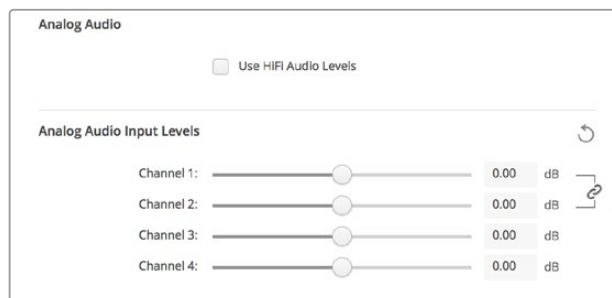 Analog Audio
Use HiFi Audio Levels
Analog Audio Input Levels
Channel 1: 0.00 dB
Channel 2: 0.00 dB
Channel 3: 0.00 dB
Channel 4: 0.00 dB